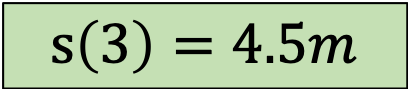 s(3) = 4.5m